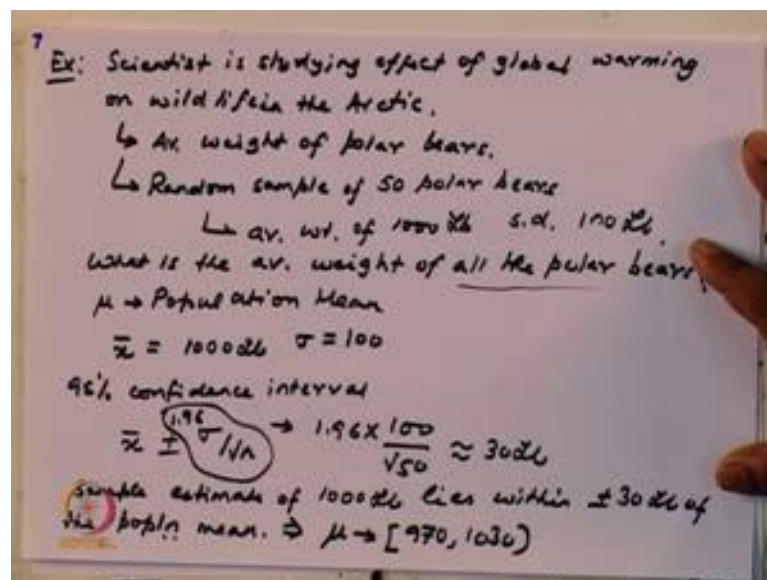 7
Ex: Scientist is studying effect of global warming
on wild life in the Arctic.
↳ Av. weight of polar bears.
↳ Random sample of 50 polar bears
↳ av. wt. of 1000 lb s.d. 100 lb.
What is the av. weight of all the polar bears.
μ → Population Mean
x̄ = 1000 lb σ = 100
95% confidence interval
x̄ ± 1.96 σ/√n → 1.96 × 100/√50 ≈ 30 lb
sample estimate of 1000 lb lies within ± 30 lb of
the popln mean. ⇒ μ → [970, 1030)